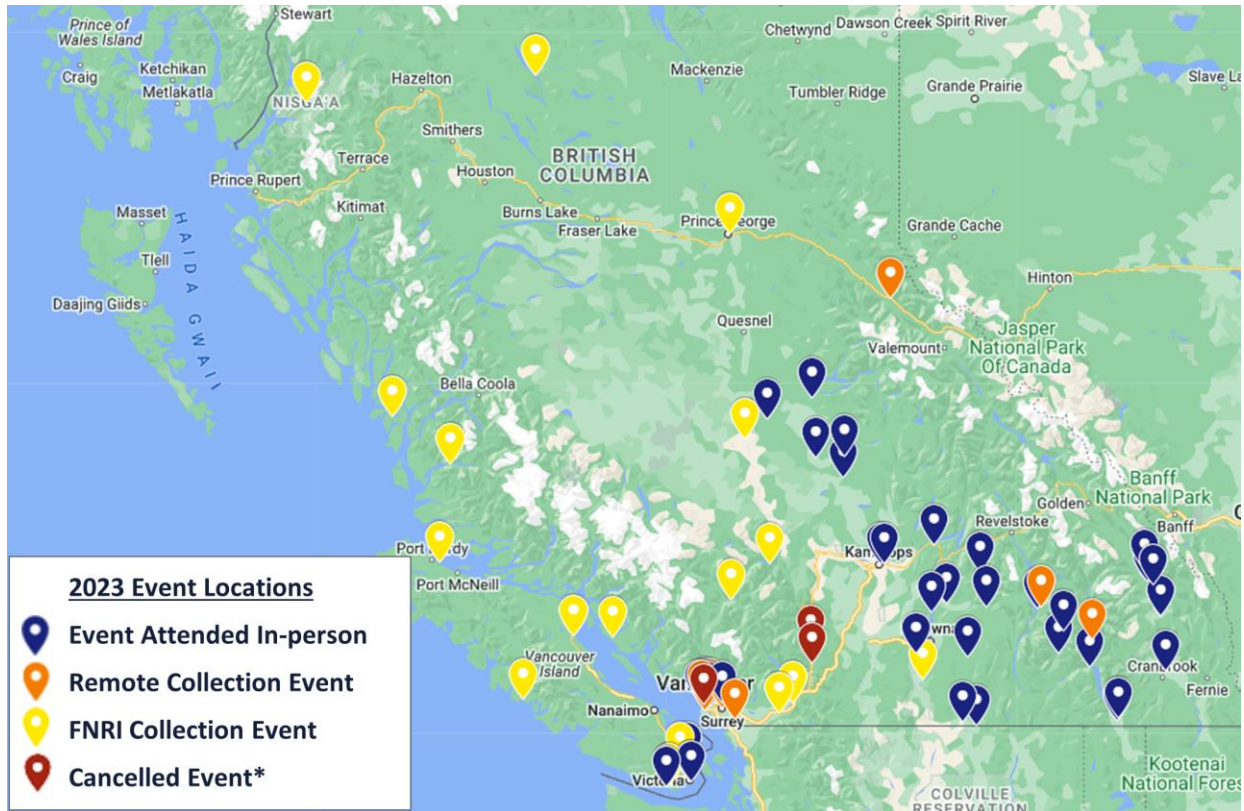 Stewart
Prince of
Wales Island
Craig
Ketchikan
Metlakatla
NISGA'A
Hazelton
Smithers
Terrace
Houston
Prince Rupert
Kitimat
BRITISH
COLUMBIA
Burns Lake
Fraser Lake
Mackenzie
Chetwynd
Dawson Creek
Spirit River
Tumbler Ridge
Grande Prairie
Grande Cache
Hinton
Masset
Tlell
Daajing Giids
HAIDA GWAII
Quesnel
Valemount
Jasper
National Park
Of Canada
Bella Coola
Banff
National Park
Golden
Banff
Revelstoke
Port McNeill
Vancouver
Island
Nanaimo
Surrey
Cranbrook
Fernie
Kootenai
COLVILLE
RESERVATION
2023 Event Locations
Event Attended In-person
Remote Collection Event
FNRI Collection Event
Cancelled Event*